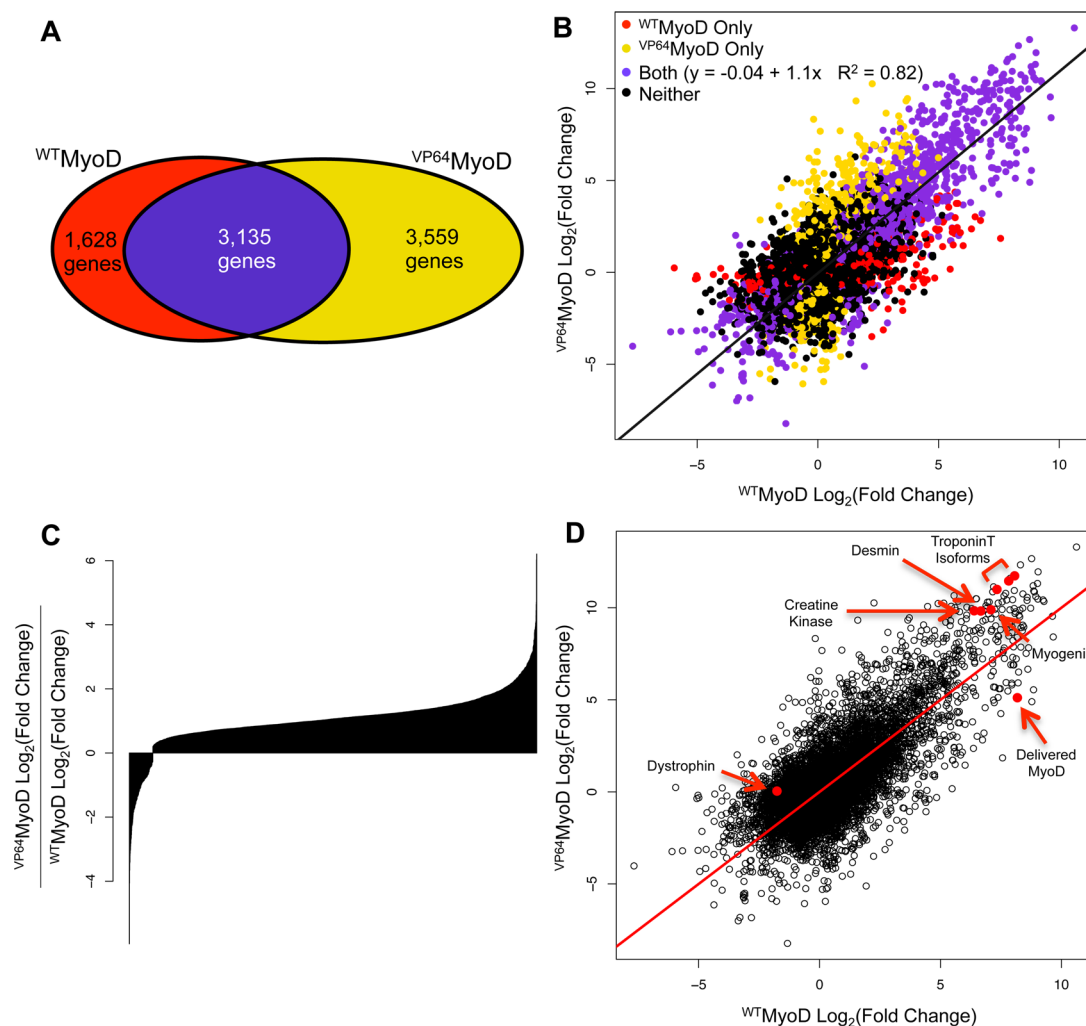 A
WTMyoD
VP64MyoD
1,628
genes
3,135
genes
3,559
genes
B
WTMyoD Only
VP64MyoD Only
Both (y = -0.04 + 1.1x R2 = 0.82)
Neither
10
5
0
−5
VP64MyoD Log2(Fold Change)
−5 0 5 10
WTMyoD Log2(Fold Change)
C
6
4
2
0
-2
-4
VP64MyoD Log2(Fold Change)
WTMyoD Log2(Fold Change)
D
TroponinT
Isoforms
Desmin
Creatine
Kinase
Myogeni
Delivered
MyoD
Dystrophin
10
5
0
−5
VP64MyoD Log2(Fold Change)
−5 0 5 10
WTMyoD Log2(Fold Change)